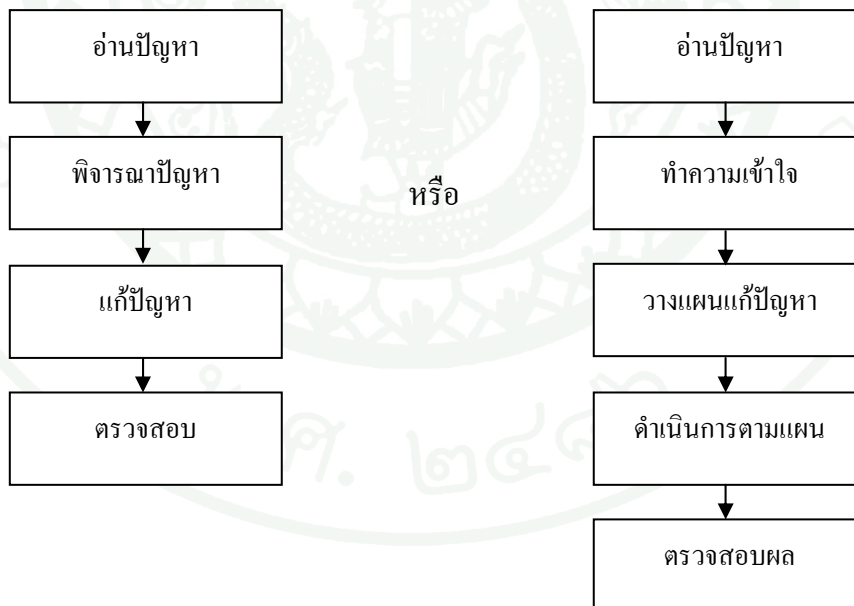 อ่านปัญหา
พิจารณาปัญหา
แก้ปัญหา
ตรวจสอบ
หรือ
อ่านปัญหา
ทำความเข้าใจ
วางแผนแก้ปัญหา
ดำเนินการตามแผน
ตรวจสอบผล